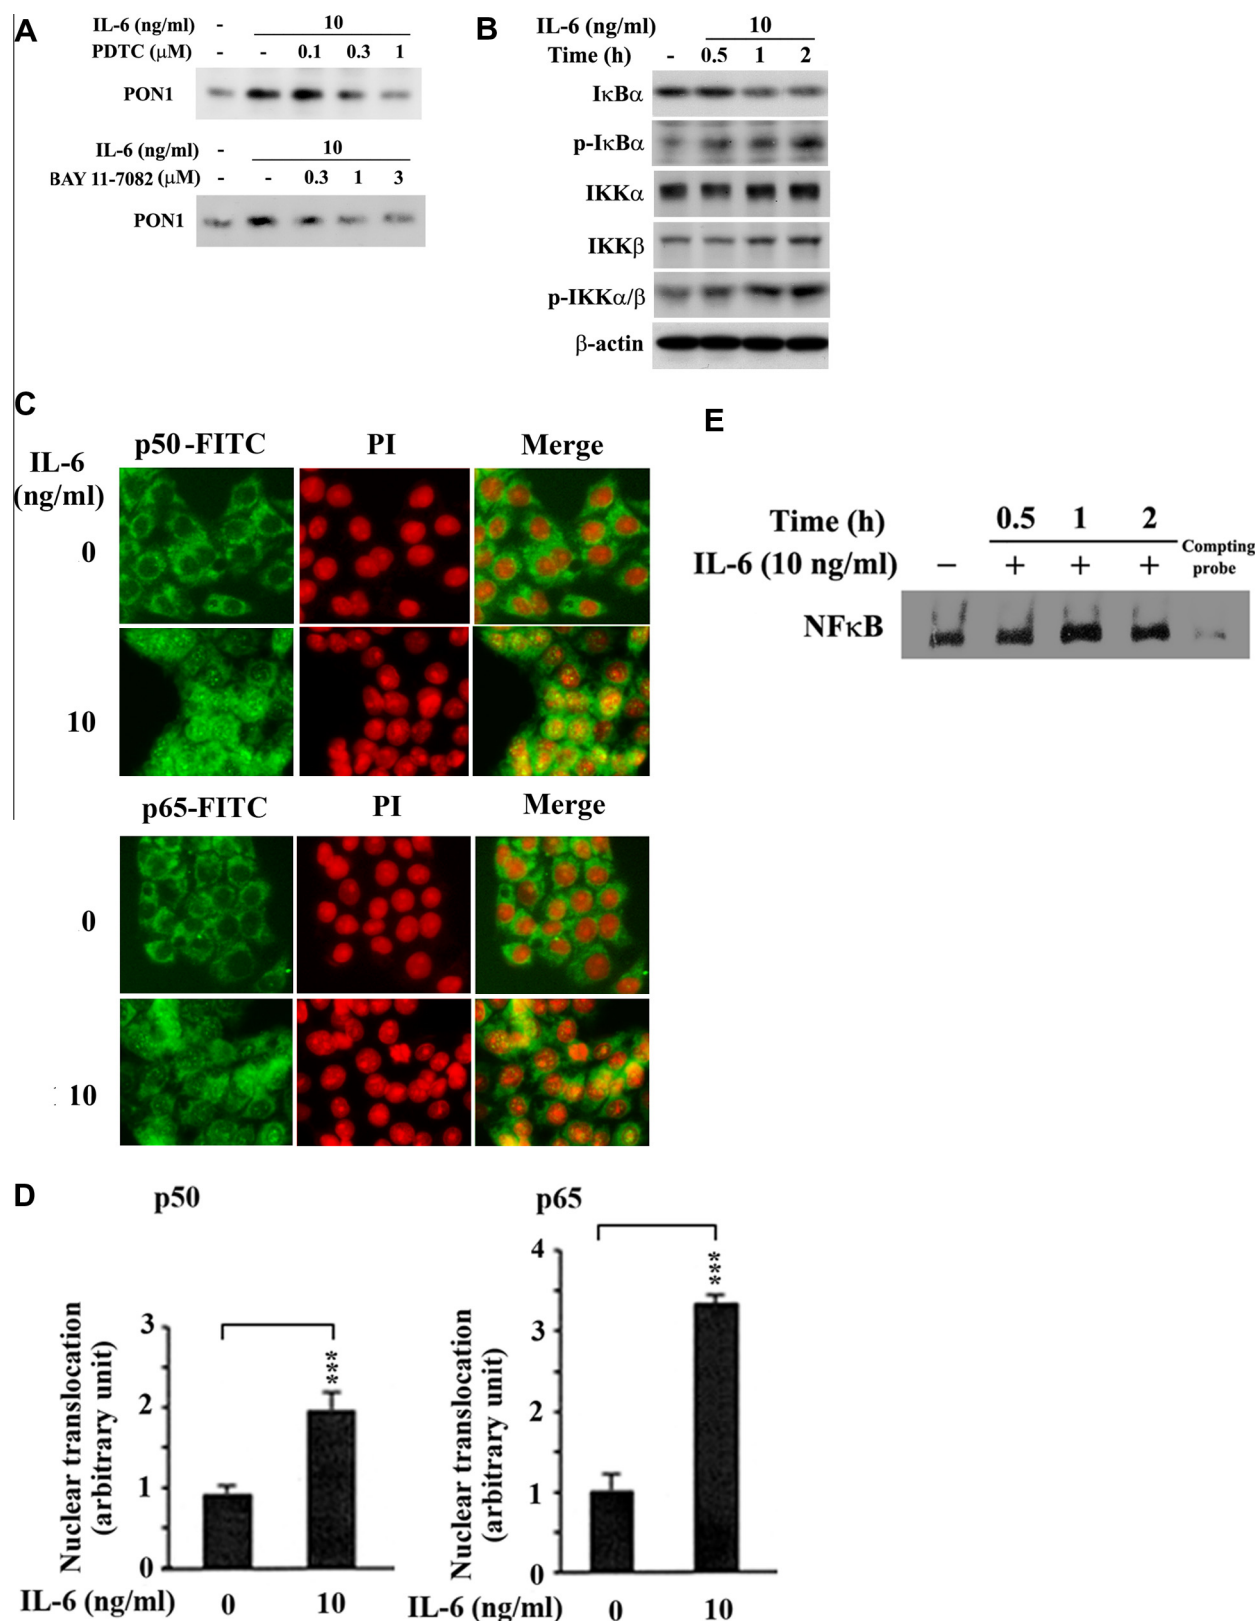 A
IL-6 (ng/ml) - 10
PDTC (μM) - - 0.1 0.3 1
PON1
IL-6 (ng/ml) - 10
BAY 11-7082 (μM) - - 0.3 1 3
PON1
B
IL-6 (ng/ml) 10
Time (h) - 0.5 1 2
IκBα
p-IκBα
IKKα
IKKβ
p-IKKα/β
β-actin
C
p50-FITC PI Merge
IL-6
(ng/ml)
0
10
p65-FITC PI Merge
0
10
E
Time (h) 0.5 1 2
Compting
probe
IL-6 (10 ng/ml) − + + +
NFκB
D
p50
Nuclear translocation
(arbitrary unit)
3
2
1
0
***
IL-6 (ng/ml) 0 10
p65
Nuclear translocation
(arbitrary unit)
4
3
2
1
0
***
IL-6 (ng/ml) 0 10